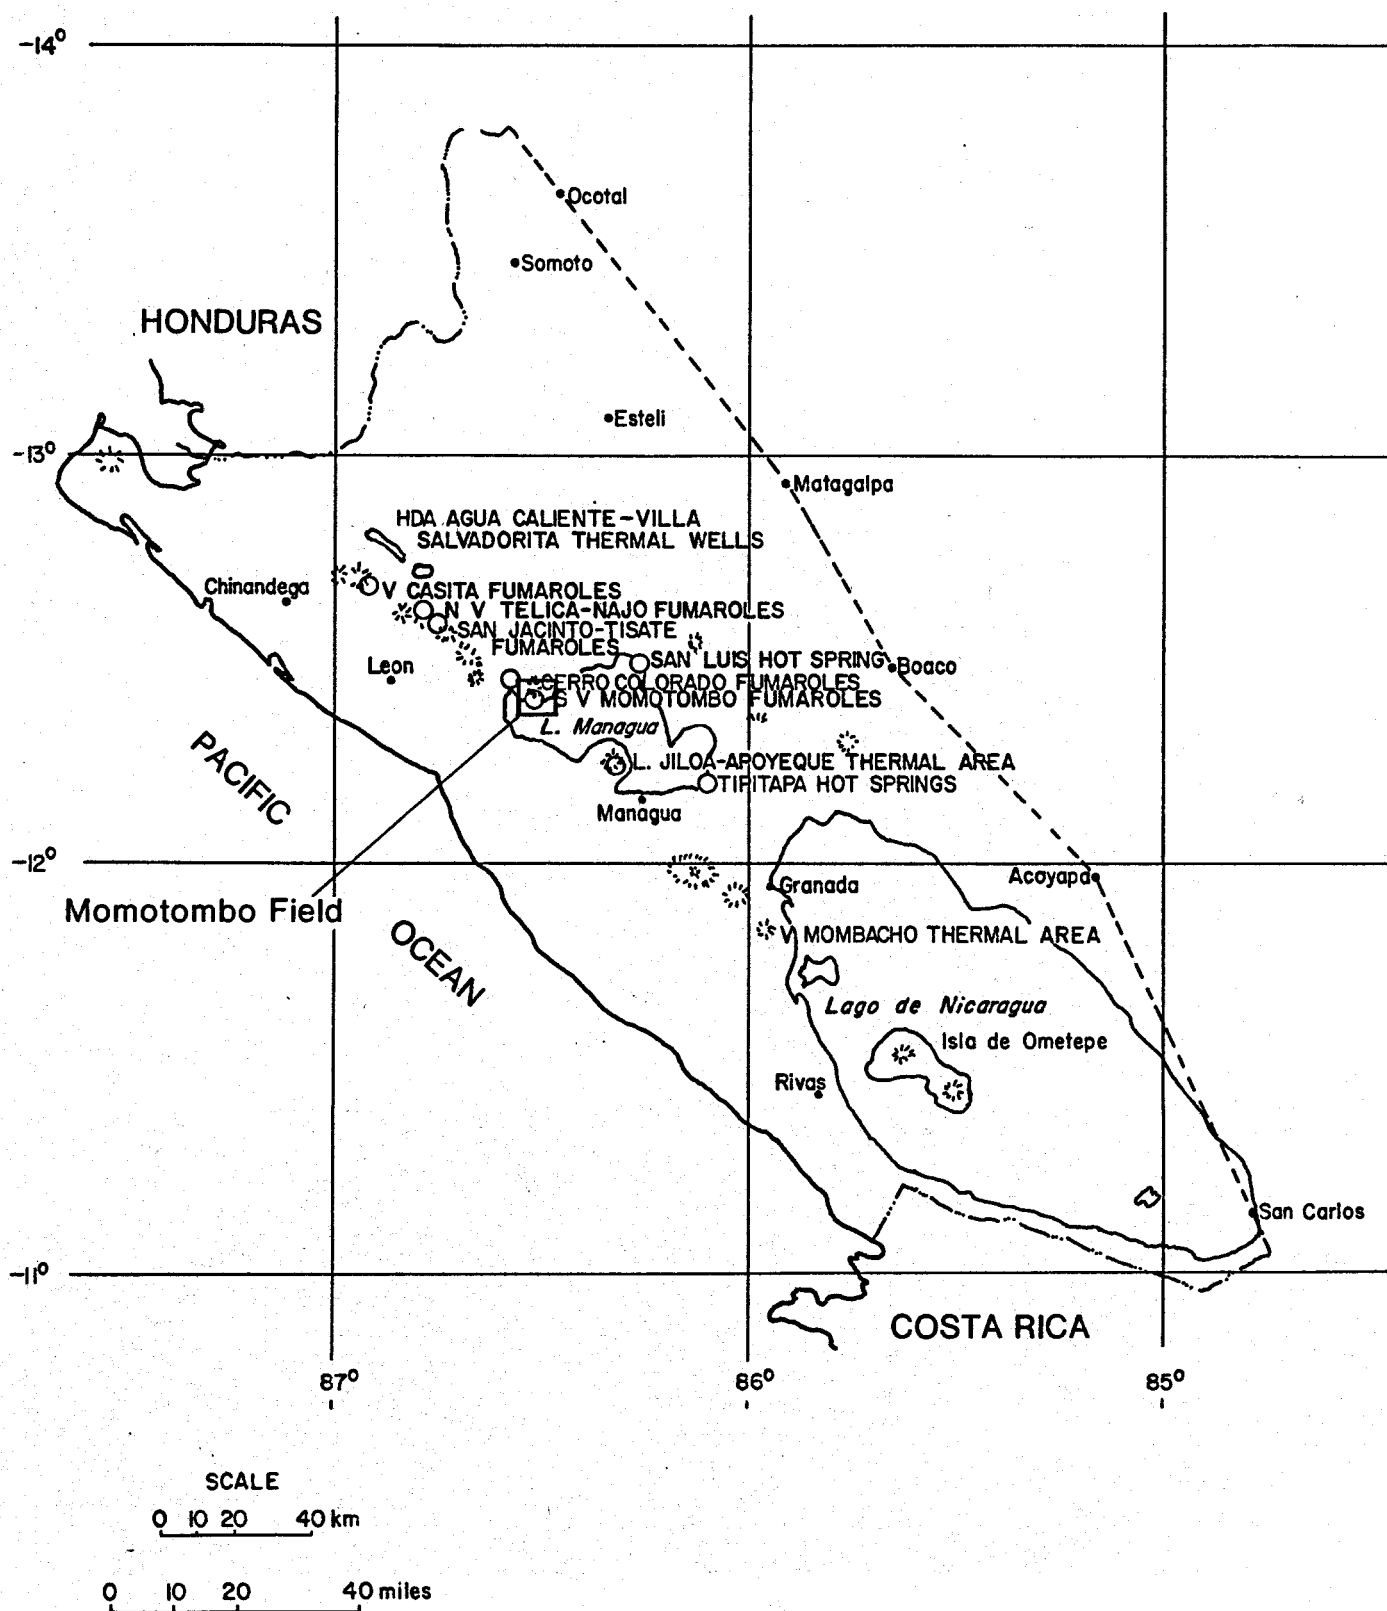 -14°
Ocotal
Somoto
HONDURAS
Esteli
-13°
Matagalpa
HDA AGUA CALIENTE-VILLA
SALVADORITA THERMAL WELLS
Chinandega
V CASITA FUMAROLES
N V TELICA-NAJO FUMAROLES
SAN JACINTO-TISATE
FUMAROLES
Leon
SAN LUIS HOT SPRING
Boaco
CERRO COLORADO FUMAROLES
S V MOMOTOMBO FUMAROLES
L. Managua
PACIFIC
L. JILOA-APOYEQUE THERMAL AREA
TIPITAPA HOT SPRINGS
Managua
-12°
Acoyapa
Granada
Momotombo Field
OCEAN
V MOMBACHO THERMAL AREA
Lago de Nicaragua
Isla de Ometepe
Rivas
San Carlos
-11°
COSTA RICA
87°
86°
85°
SCALE
0 10 20 40 km
0 10 20 40 miles